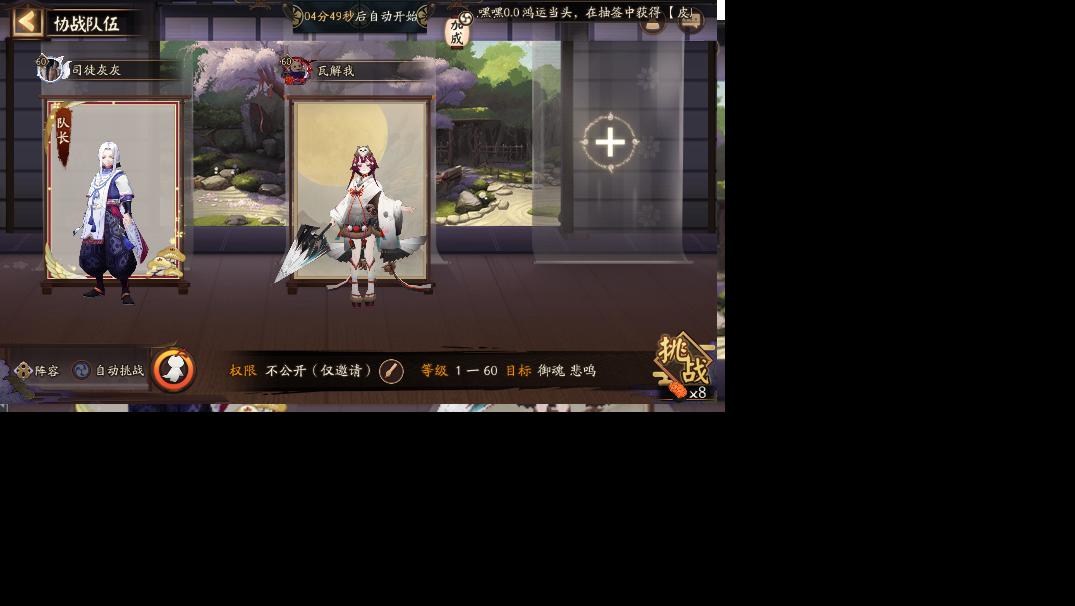 协战队伍
04分49秒后自动开始
加成
嘿嘿0.0 鸿运当头，在抽签中获得【皮
60
司徒灰灰
60
瓦解我
队长
阵容
自动挑战
权限 不公开（仅邀请）
等级 1 一 60 目标 御魂 悲鸣
挑战
x8